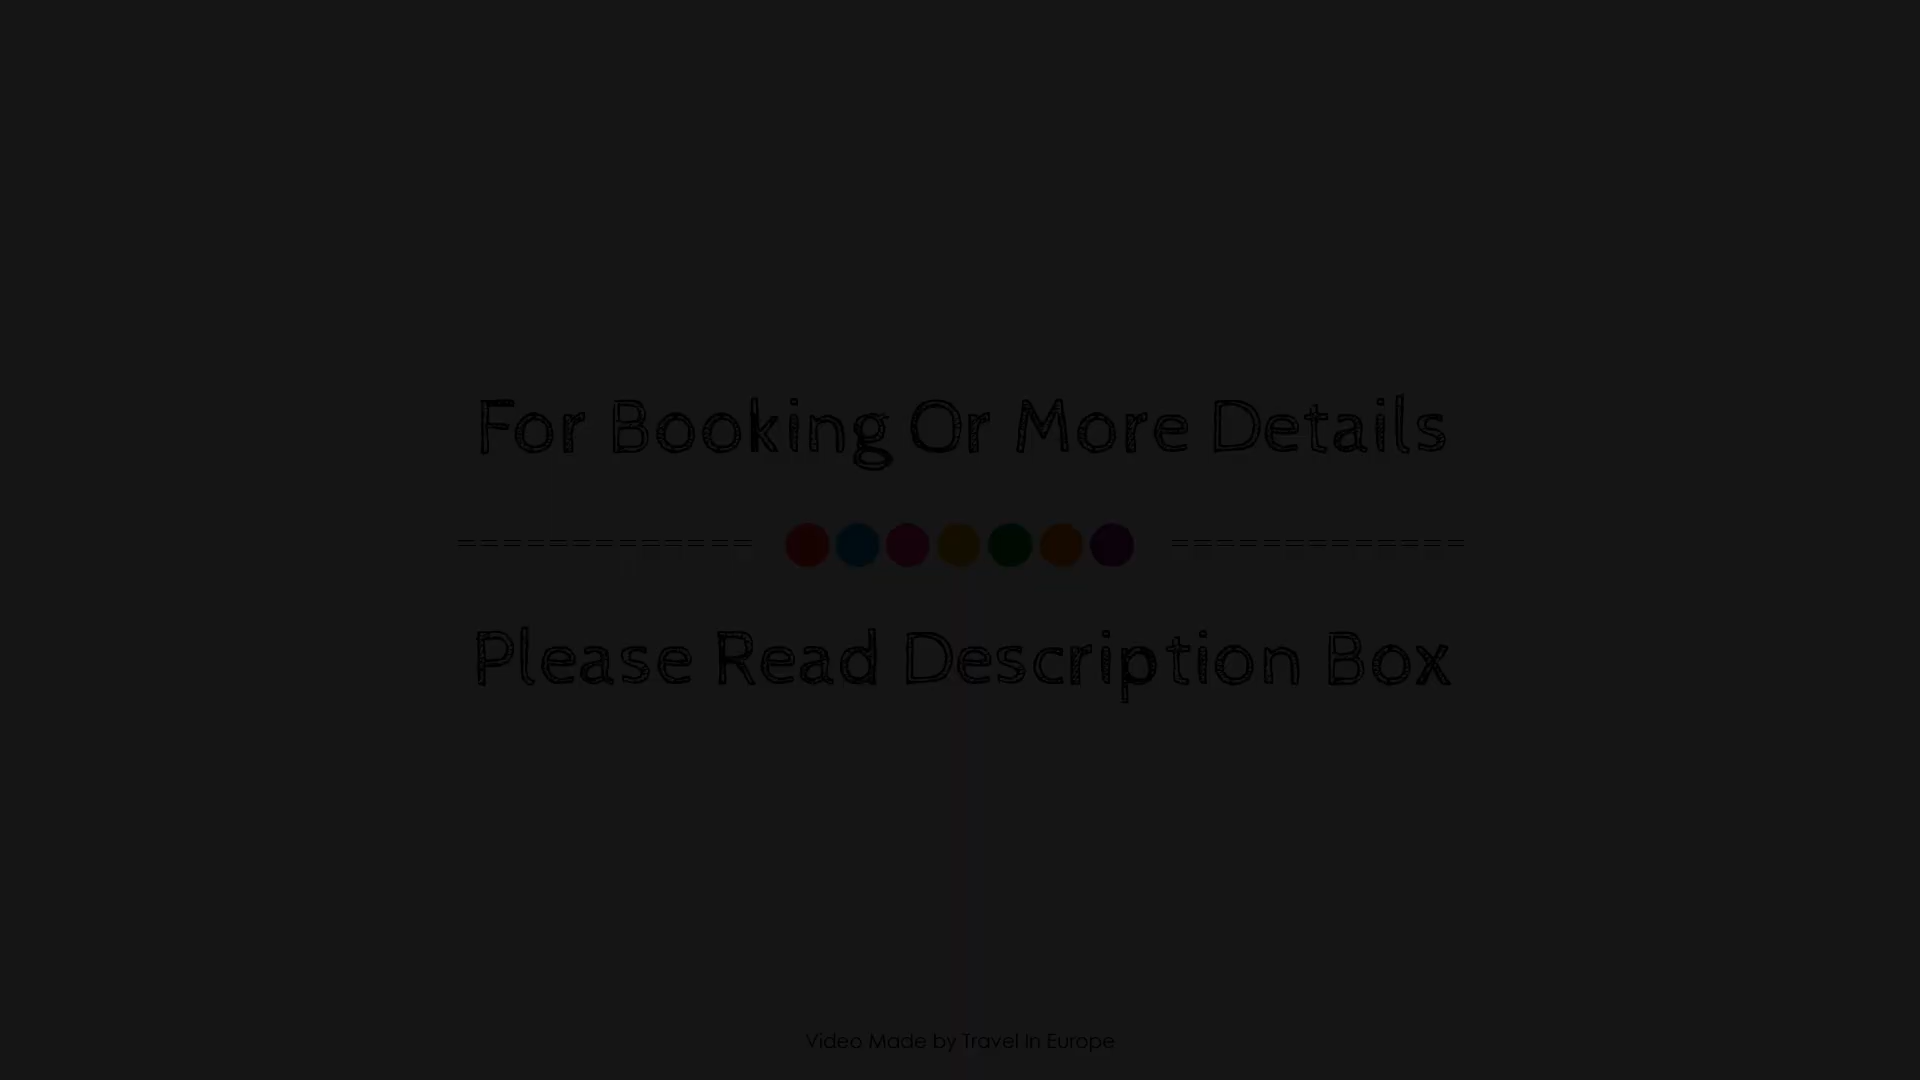 For Booking Or More Details
============= =============
Please Read Description Box
Video Made by Travel In Europe